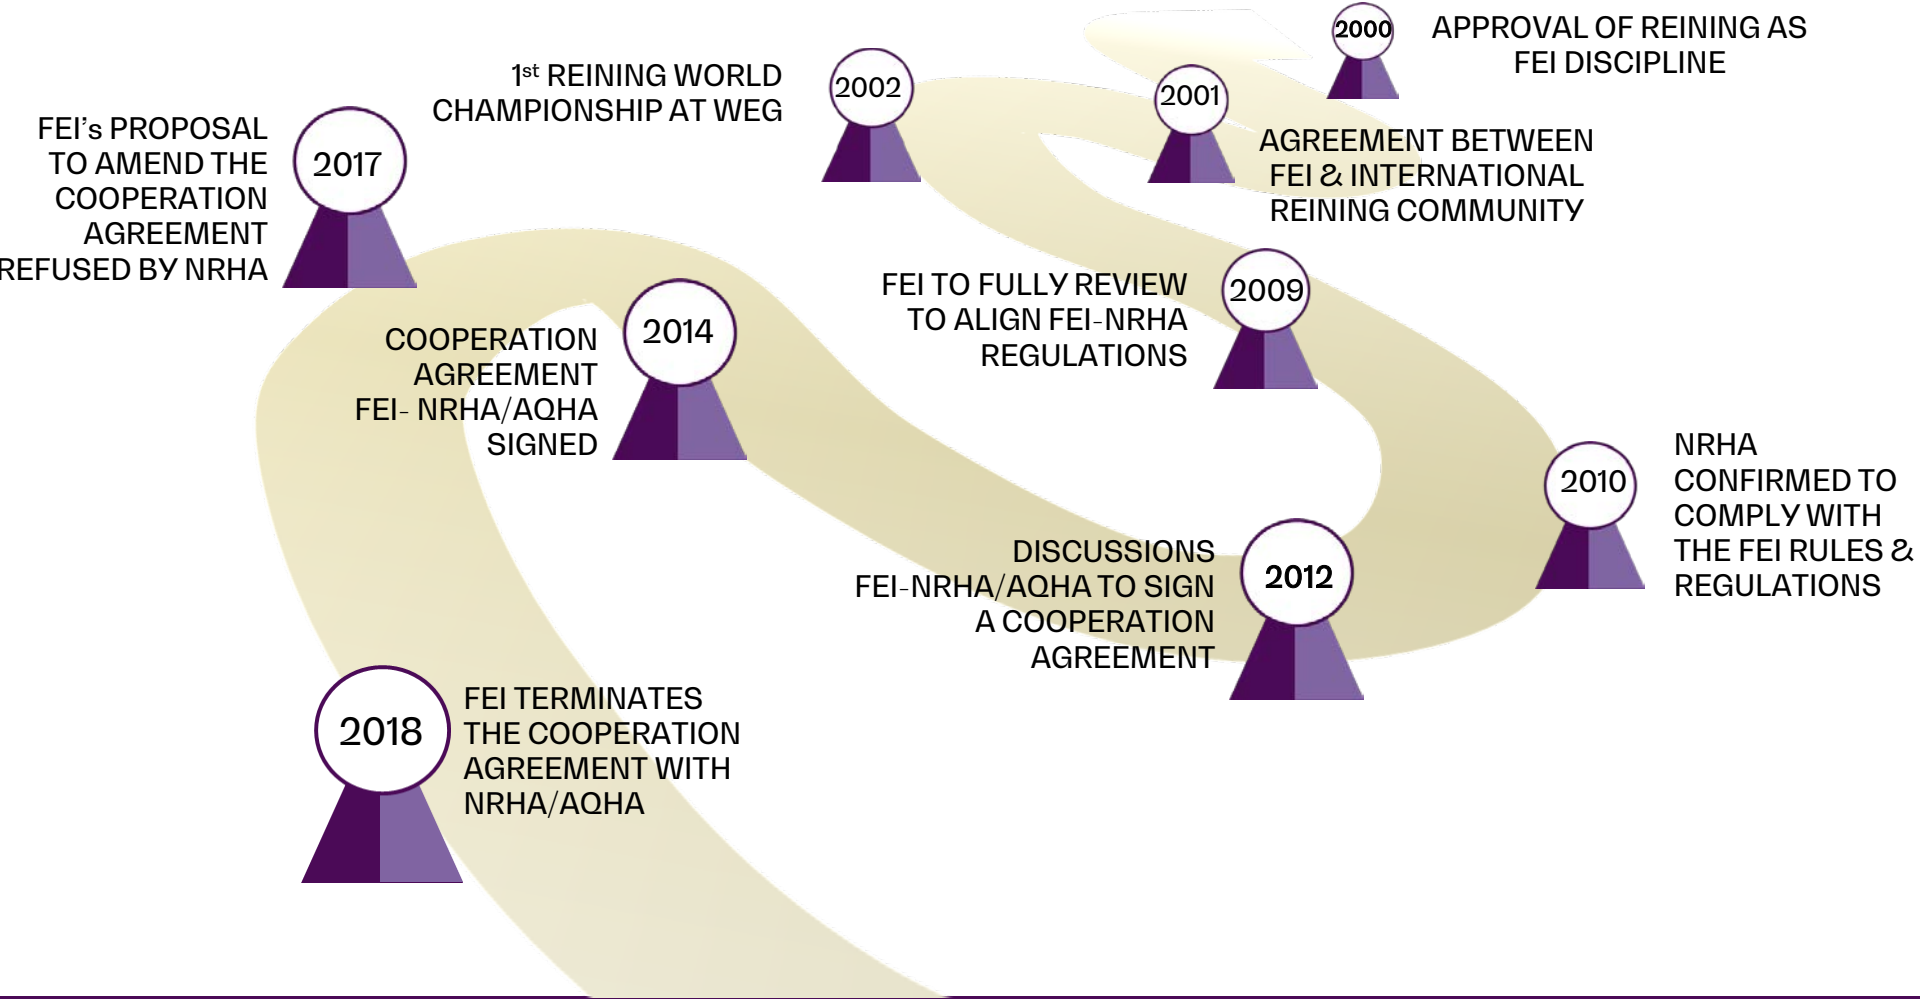 2000
APPROVAL OF REINING AS
FEI DISCIPLINE
2001
AGREEMENT BETWEEN
FEI & INTERNATIONAL
REINING COMMUNITY
1st REINING WORLD
CHAMPIONSHIP AT WEG
2002
FEI TO FULLY REVIEW
TO ALIGN FEI-NRHA
REGULATIONS
2009
2010
NRHA
CONFIRMED TO
COMPLY WITH
THE FEI RULES &
REGULATIONS
DISCUSSIONS
FEI-NRHA/AQHA TO SIGN
A COOPERATION
AGREEMENT
2012
COOPERATION
AGREEMENT
FEI- NRHA/AQHA
SIGNED
2014
FEI's PROPOSAL
TO AMEND THE
COOPERATION
AGREEMENT
REFUSED BY NRHA
2017
2018
FEI TERMINATES
THE COOPERATION
AGREEMENT WITH
NRHA/AQHA